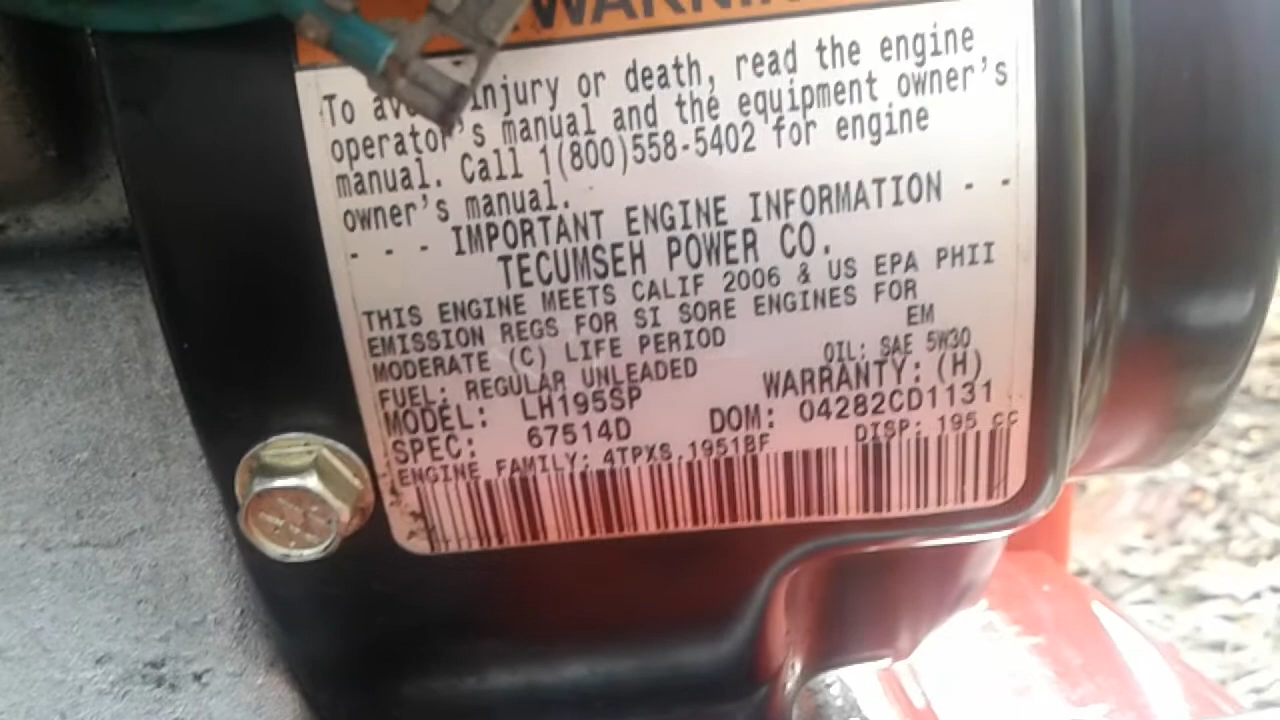 WARNING
To avoid injury or death, read the engine
operator's manual and the equipment owner's
manual. Call 1(800)558-5402 for engine
owner's manual.
- - - IMPORTANT ENGINE INFORMATION - -
TECUMSEH POWER CO.
THIS ENGINE MEETS CALIF 2006 & US EPA PHII
EMISSION REGS FOR SI SORE ENGINES FOR
MODERATE (C) LIFE PERIOD EM
FUEL: REGULAR UNLEADED OIL: SAE 5W30
MODEL: LH195SP WARRANTY: (H)
SPEC: 67514D DOM: 04282CD1131
ENGINE FAMILY: 4TPXS.1951BF DISP: 195 CC